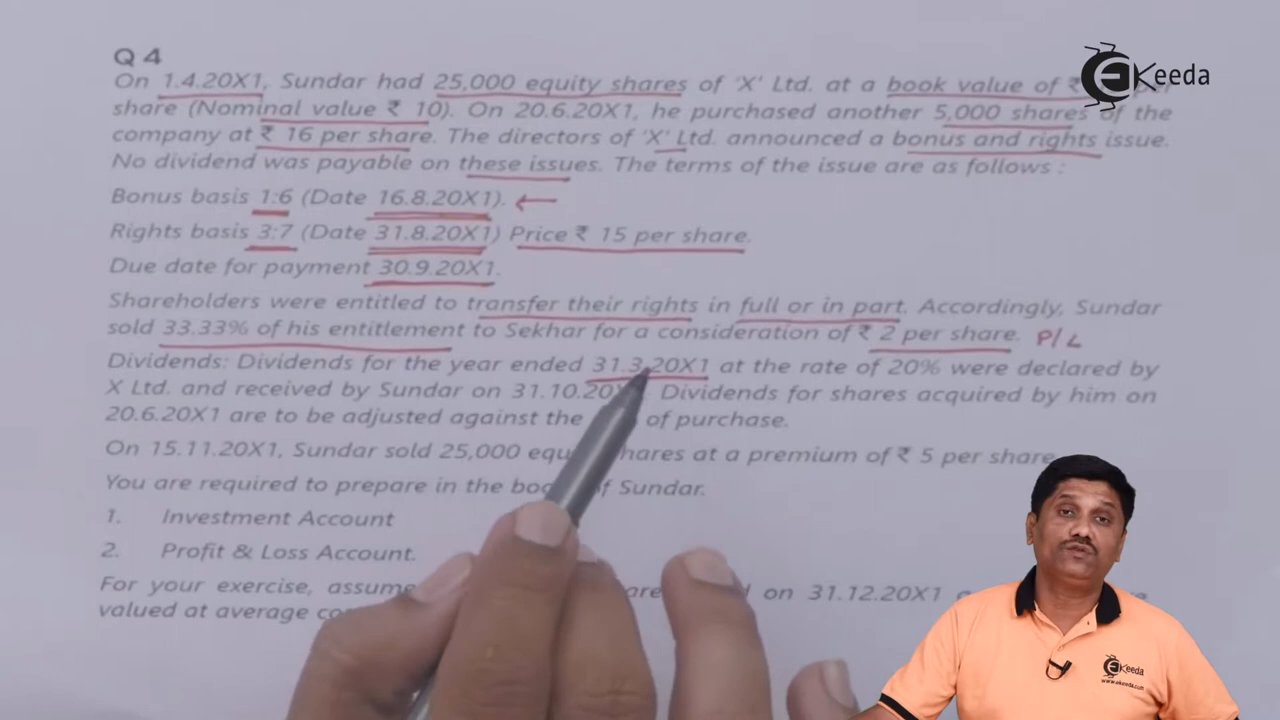 Q 4
On 1.4.20X1, Sundar had 25,000 equity shares of 'X' Ltd. at a book value of ₹
share (Nominal value ₹ 10). On 20.6.20X1, he purchased another 5,000 shares of the
company at ₹ 16 per share. The directors of 'X' Ltd. announced a bonus and rights issue.
No dividend was payable on these issues. The terms of the issue are as follows :
Bonus basis 1:6 (Date 16.8.20X1). ←
Rights basis 3:7 (Date 31.8.20X1) Price ₹ 15 per share.
Due date for payment 30.9.20X1.
Shareholders were entitled to transfer their rights in full or in part. Accordingly, Sundar
sold 33.33% of his entitlement to Sekhar for a consideration of ₹ 2 per share. P/L
Dividends: Dividends for the year ended 31.3.20X1 at the rate of 20% were declared by
X Ltd. and received by Sundar on 31.10.20 Dividends for shares acquired by him on
20.6.20X1 are to be adjusted against the of purchase.
On 15.11.20X1, Sundar sold 25,000 hares at a premium of ₹ 5 per share
You are required to prepare in the of Sundar.
1. Investment Account
2. Profit & Loss Account.
For your exercise, assume on 31.12.20X1
valued at average
eKeeda
eKeeda
www.ekeeda.com